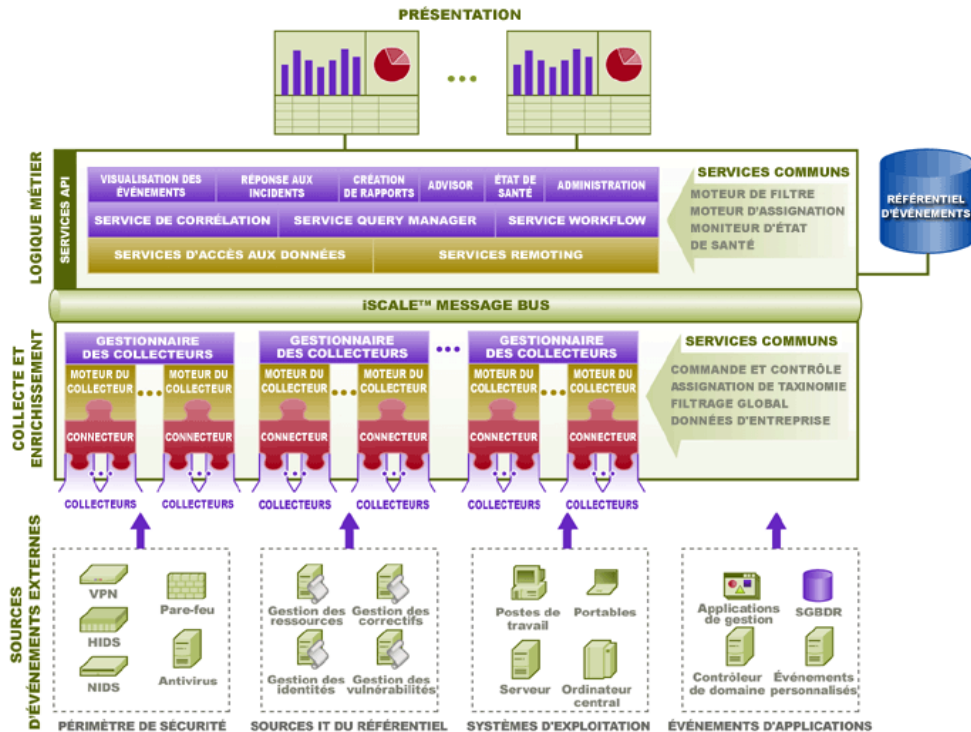 PRÉSENTATION
LOGIQUE MÉTIER
SERVICES API
VISUALISATION DES
ÉVÉNEMENTS
RÉPONSE AUX
INCIDENTS
CRÉATION
DE RAPPORTS
ADVISOR
ÉTAT DE
SANTÉ
ADMINISTRATION
SERVICE DE CORRÉLATION
SERVICE QUERY MANAGER
SERVICE WORKFLOW
SERVICES D'ACCÈS AUX DONNÉES
SERVICES REMOTING
SERVICES COMMUNS
MOTEUR DE FILTRE
MOTEUR D'ASSIGNATION
MONITEUR D'ÉTAT
DE SANTÉ
RÉFÉRENTIEL
D'ÉVÉNEMENTS
iSCALE™ MESSAGE BUS
COLLECTE ET
ENRICHISSEMENT
GESTIONNAIRE
DES COLLECTEURS
GESTIONNAIRE
DES COLLECTEURS
GESTIONNAIRE
DES COLLECTEURS
MOTEUR DU
COLLECTEUR
MOTEUR DU
COLLECTEUR
MOTEUR DU
COLLECTEUR
MOTEUR DU
COLLECTEUR
MOTEUR DU
COLLECTEUR
MOTEUR DU
COLLECTEUR
CONNECTEUR
CONNECTEUR
CONNECTEUR
CONNECTEUR
CONNECTEUR
CONNECTEUR
COLLECTEURS
COLLECTEURS
COLLECTEURS
COLLECTEURS
COLLECTEURS
COLLECTEURS
SERVICES COMMUNS
COMMANDE ET CONTRÔLE
ASSIGNATION DE TAXINOMIE
FILTRAGE GLOBAL
DONNÉES D'ENTREPRISE
SOURCES
D'ÉVÉNEMENTS EXTERNES
VPN
HIDS
NIDS
Pare-feu
Antivirus
PÉRIMÈTRE DE SÉCURITÉ
Gestion des
ressources
Gestion des
correctifs
Gestion des
identités
Gestion des
vulnérabilités
SOURCES IT DU RÉFÉRENTIEL
Postes de
travail
Portables
Serveur
Ordinateur
central
SYSTÈMES D'EXPLOITATION
Applications
de gestion
SGBDR
Contrôleur
de domaine
Événements
personnalisés
ÉVÉNEMENTS D'APPLICATIONS